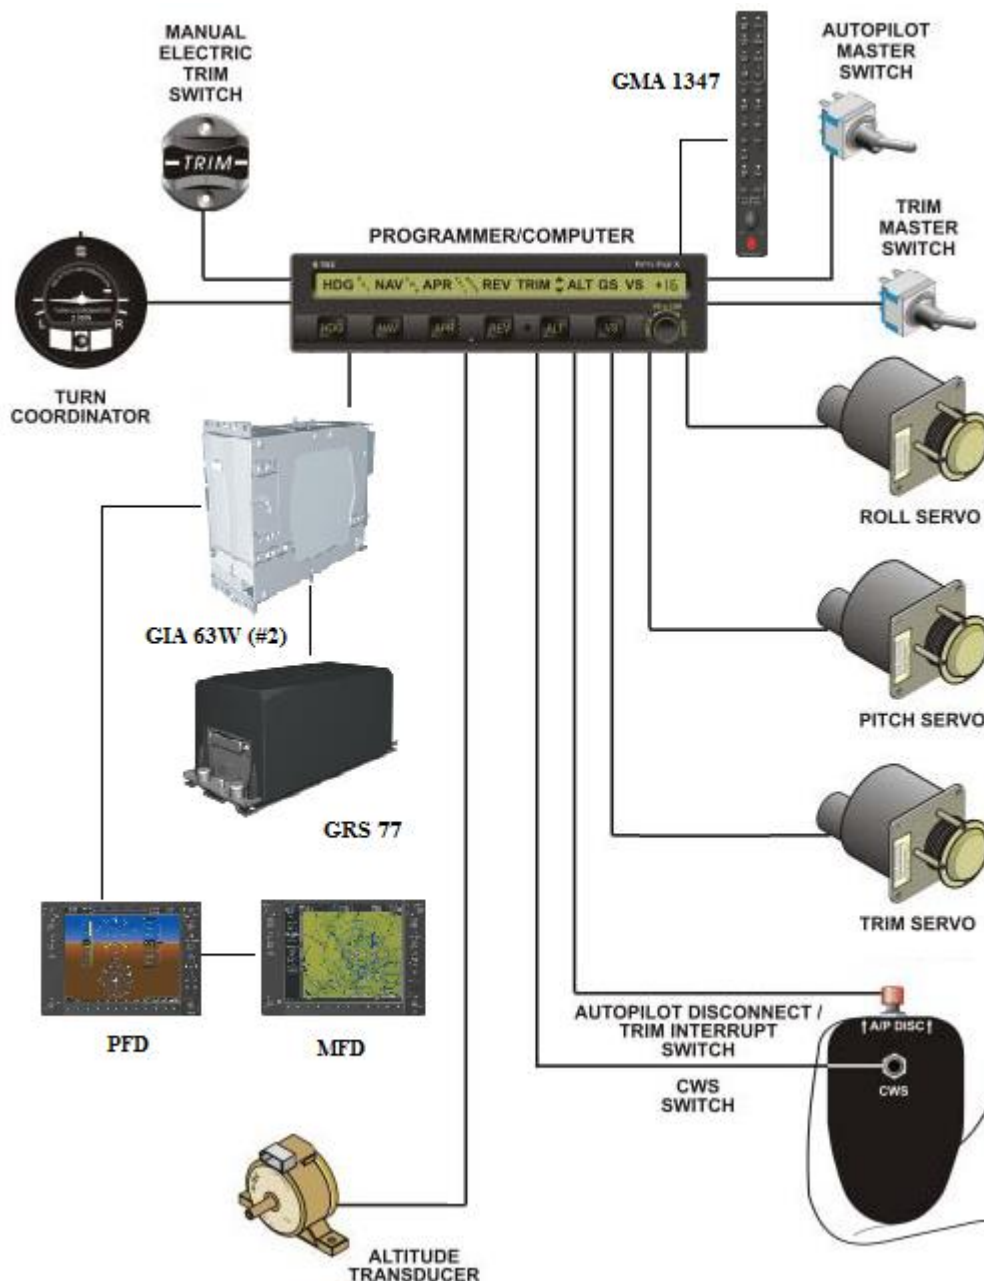 MANUAL
ELECTRIC
TRIM
SWITCH
GMA 1347
AUTOPILOT
MASTER
SWITCH
TRIM
TRIM
MASTER
SWITCH
PROGRAMMER/COMPUTER
HDG NAV APR REV TRIM ALT GS VS +16
HDG NAV APR REV ALT VS
L R
TURN
COORDINATOR
ROLL SERVO
GIA 63W (#2)
PITCH SERVO
GRS 77
TRIM SERVO
PFD
MFD
AUTOPILOT DISCONNECT /
TRIM INTERRUPT
SWITCH
A/P DISC
CWS
SWITCH
CWS
ALTITUDE
TRANSDUCER